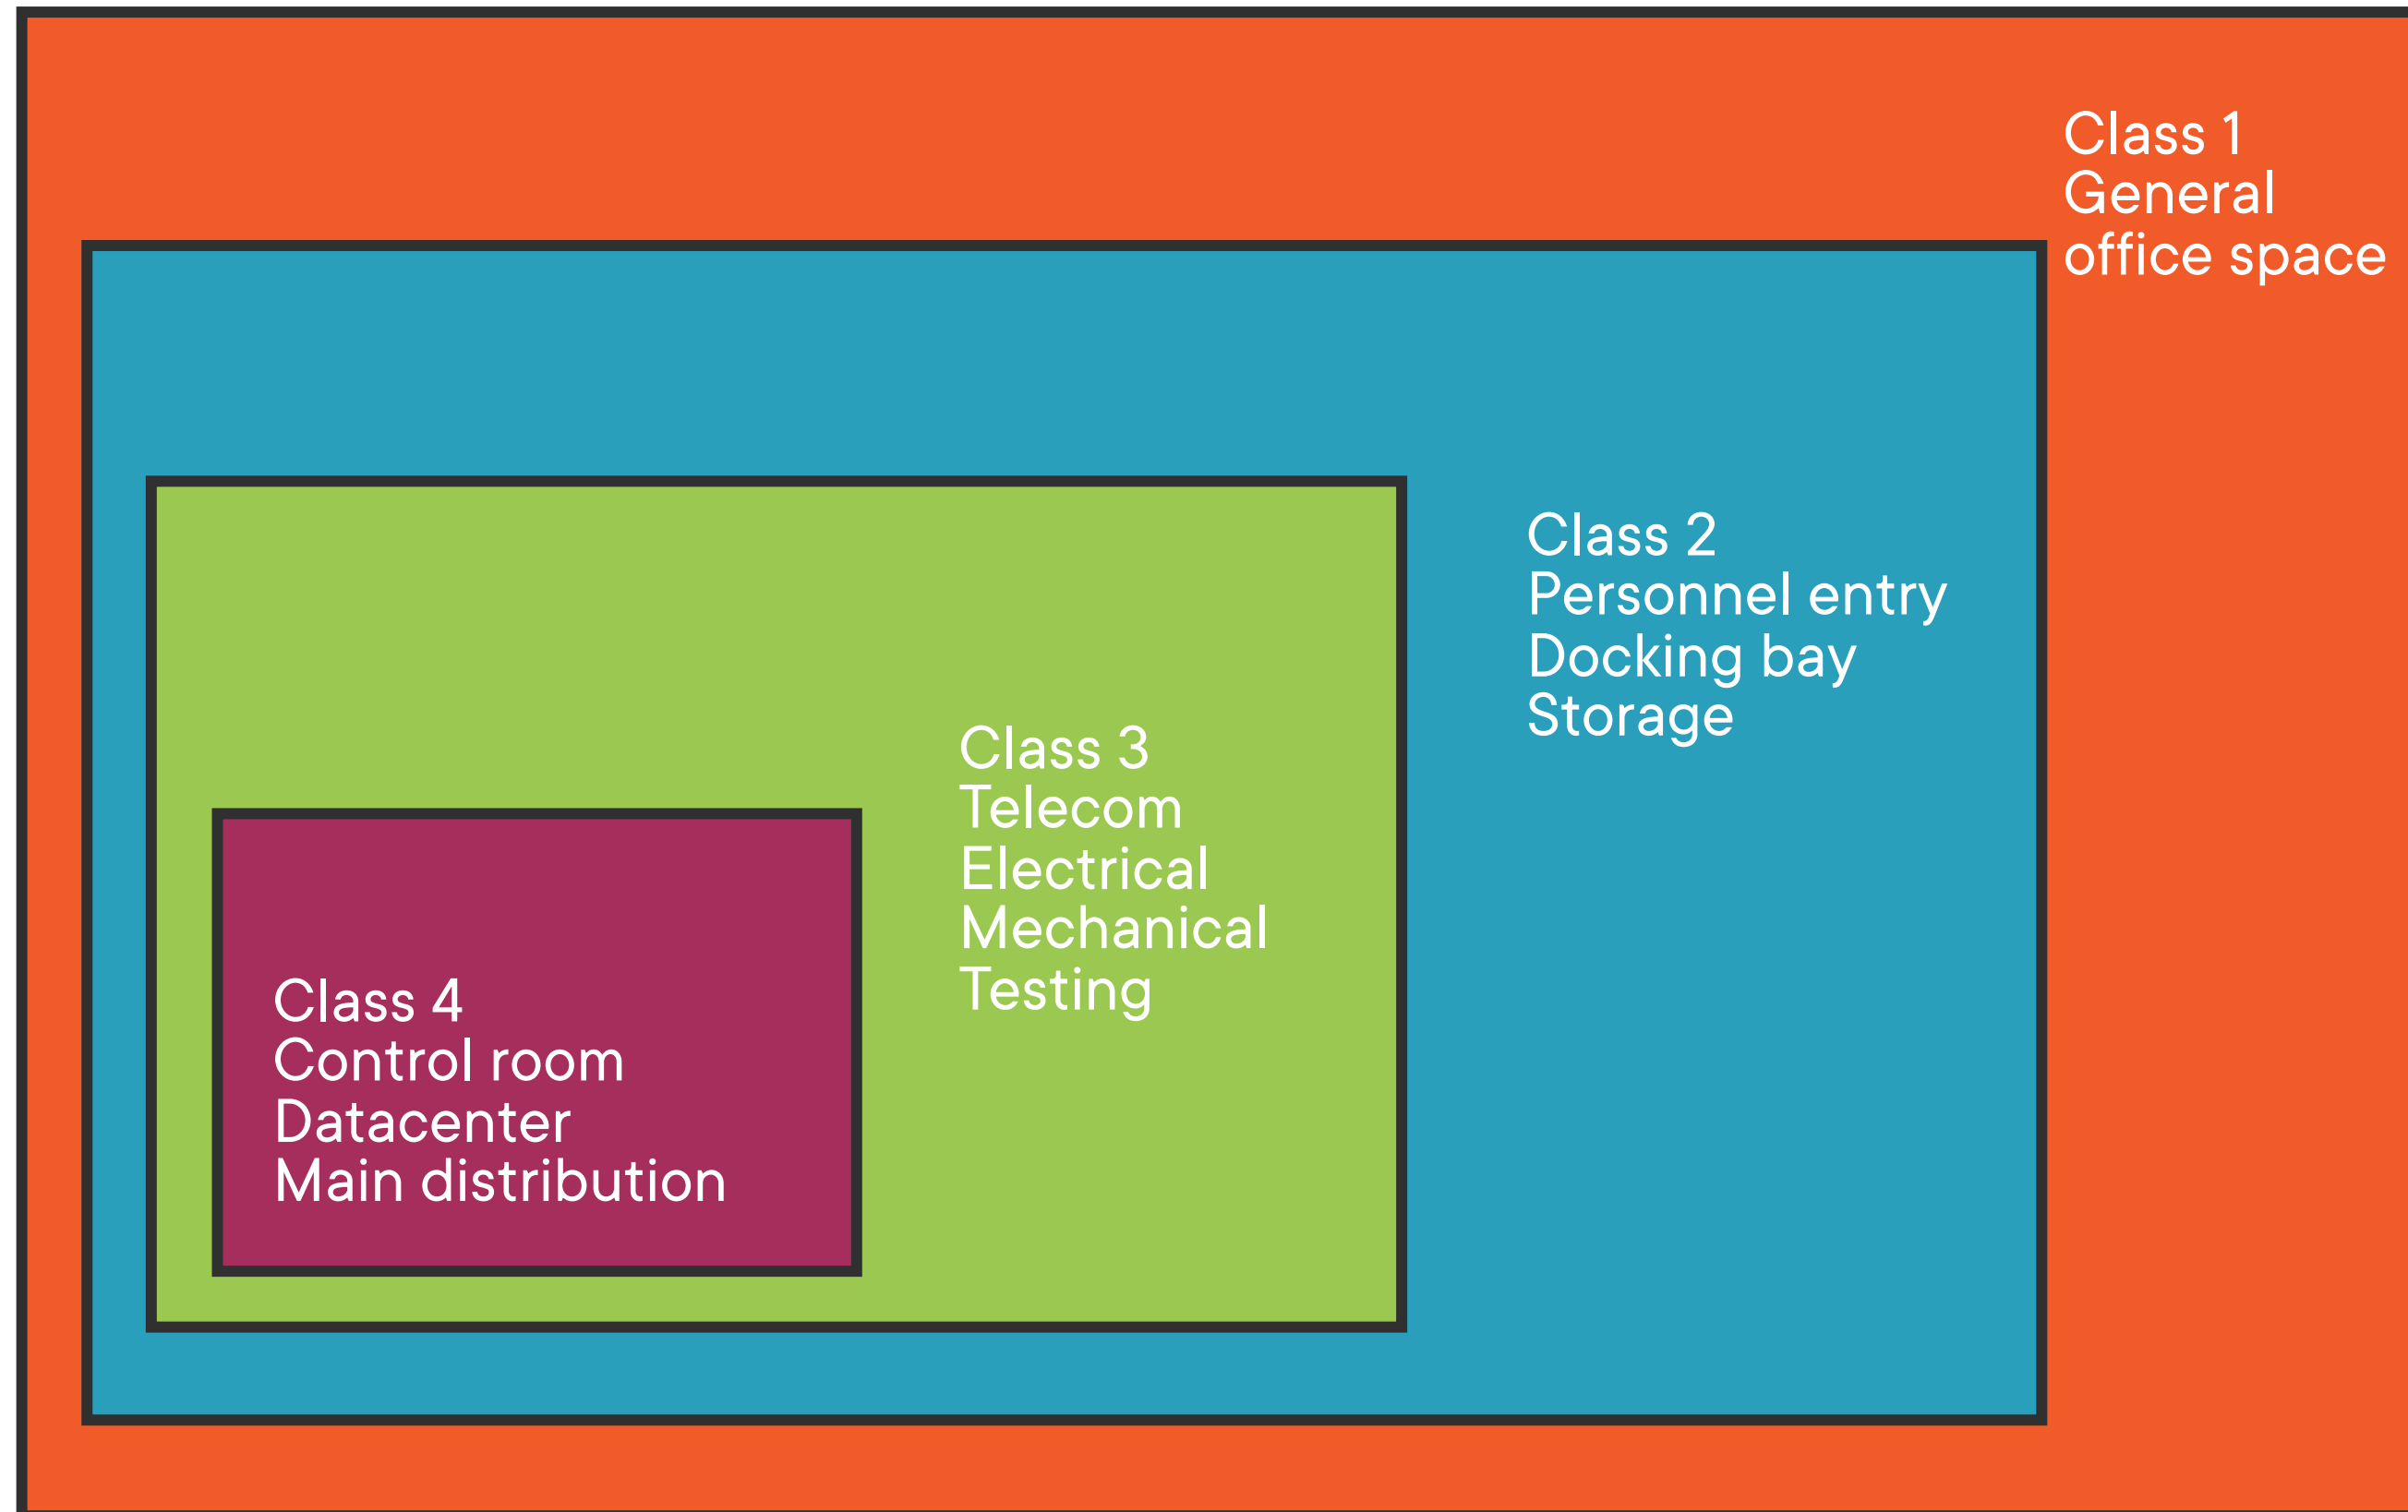 Class 1
General
office space
Class 2
Personnel entry
Docking bay
Storage
Class 3
Telecom
Electrical
Mechanical
Testing
Class 4
Control room
Datacenter
Main distribution